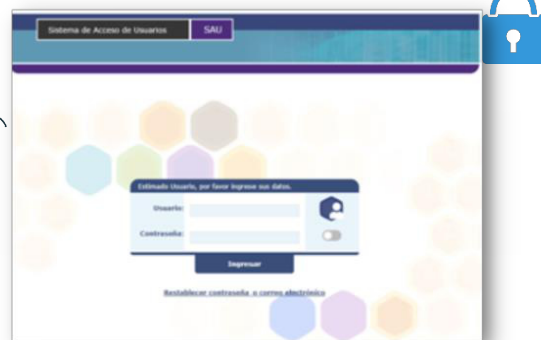 Sistema de Acceso de Usuarios SAU
Estimado Usuario, por favor ingrese sus datos.
Usuario:
Contraseña:
Ingresar
Restablecer contraseña o correo electrónico